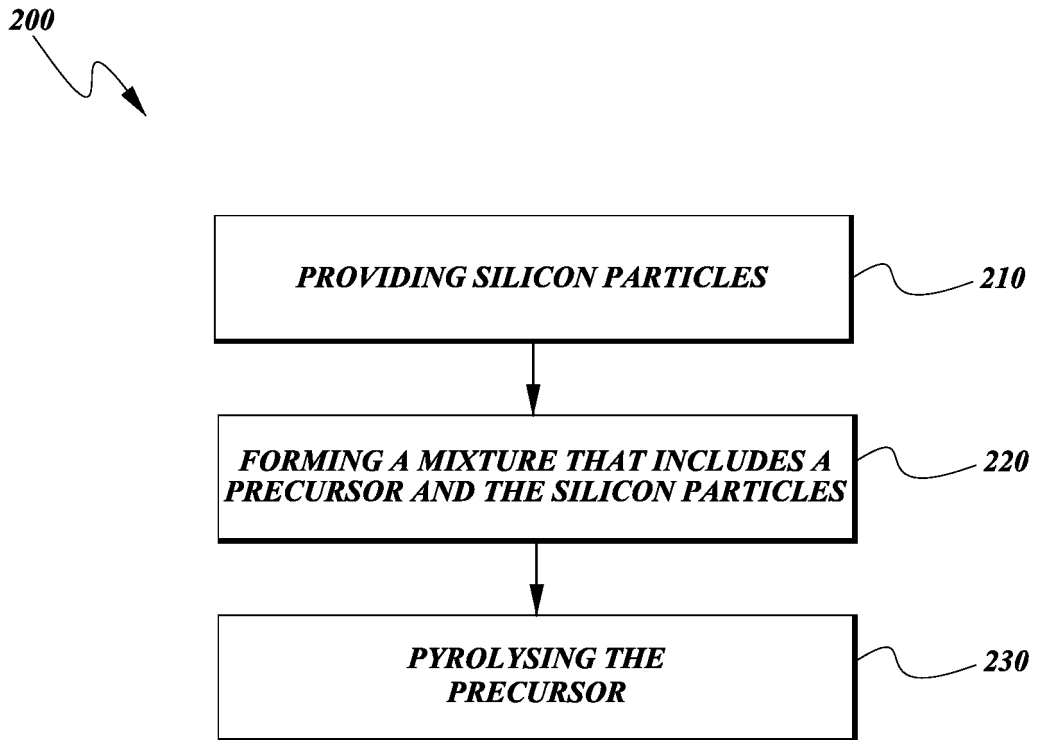 200
PROVIDING SILICON PARTICLES
210
FORMING A MIXTURE THAT INCLUDES A
PRECURSOR AND THE SILICON PARTICLES
220
PYROLYSING THE
PRECURSOR
230